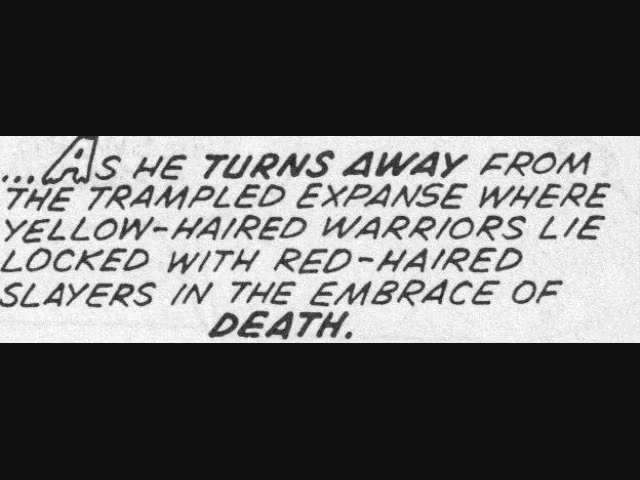 ...AS HE TURNS AWAY FROM
THE TRAMPLED EXPANSE WHERE
YELLOW-HAIRED WARRIORS LIE
LOCKED WITH RED-HAIRED
SLAYERS IN THE EMBRACE OF
DEATH.